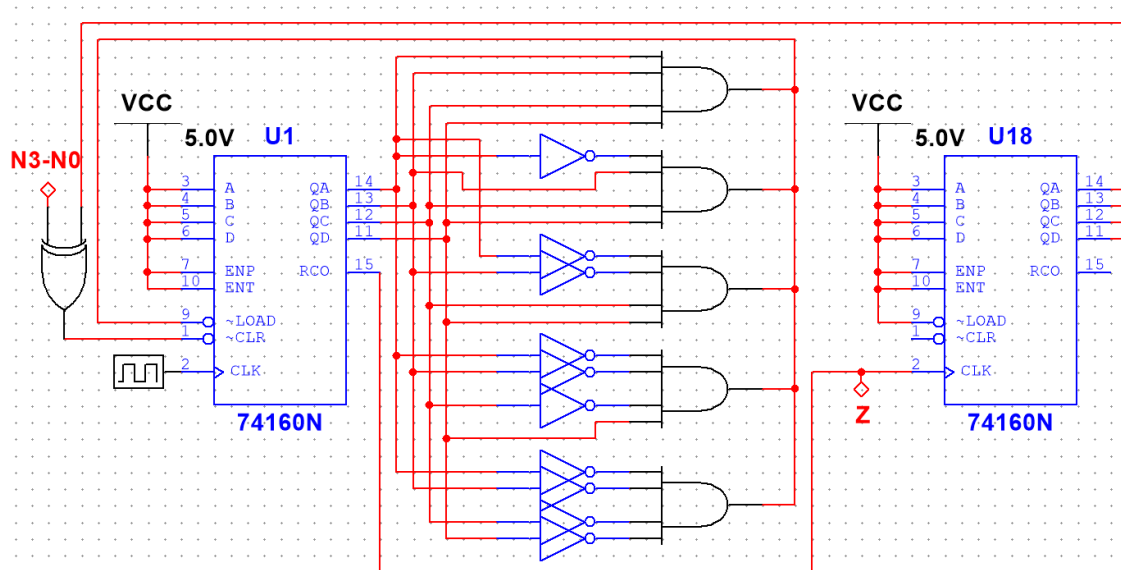 VCC
5.0V
U1
N3-N0
3 A QA 14
4 B QB 13
5 C QC 12
6 D QD 11
7 ENP RCO 15
10 ENT
9 ~LOAD
1 ~CLR
2 CLK
74160N
VCC
5.0V
U18
3 A QA 14
4 B QB 13
5 C QC 12
6 D QD 11
7 ENP RCO 15
10 ENT
9 ~LOAD
1 ~CLR
2 CLK
Z
74160N